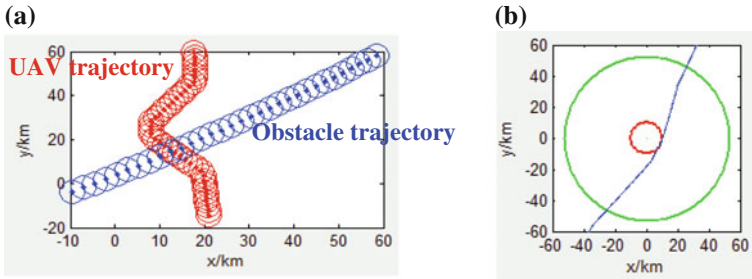 (a)
60
UAV trajectory
40
y/km
20
Obstacle trajectory
0
-20
-10 0 10 20 30 40 50 60
x/km
(b)
60
40
20
y/km
0
-20
-40
-60
-60 -40 -20 0 20 40 60
x/km